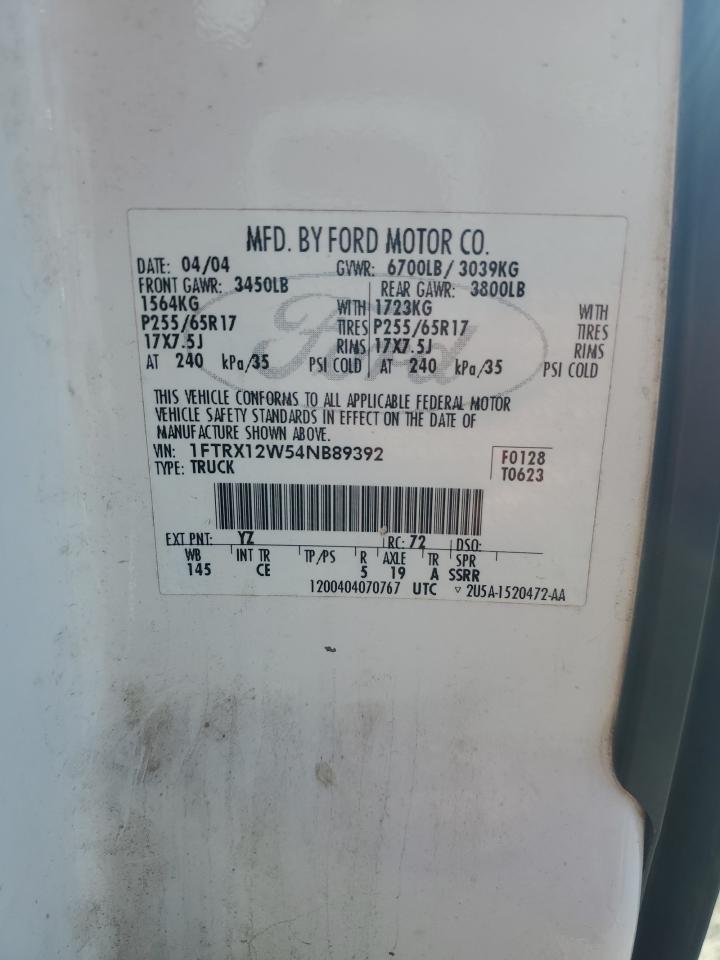 MFD. BY FORD MOTOR CO.
DATE: 04/04 GVWR: 6700LB/ 3039KG
FRONT GAWR: 3450LB REAR GAWR: 3800LB
1564KG WITH 1723KG WITH
P255/65R17 TIRES P255/65R17 TIRES
17X7.5J RIMS 17X7.5J RIMS
AT 240 kPa/35 PSI COLD AT 240 kPa/35 PSI COLD
THIS VEHICLE CONFORMS TO ALL APPLICABLE FEDERAL MOTOR
VEHICLE SAFETY STANDARDS IN EFFECT ON THE DATE OF
MANUFACTURE SHOWN ABOVE.
VIN: 1FTRX12W54NB89392 F0128
TYPE: TRUCK T0623
EXT PNT: YZ RC: 72 DSO:
WB INT TR TP/PS R AXLE TR SPR
145 CE 5 19 A SSRR
1200404070767 UTC ▿ 2U5A-1520472-AA
Ford